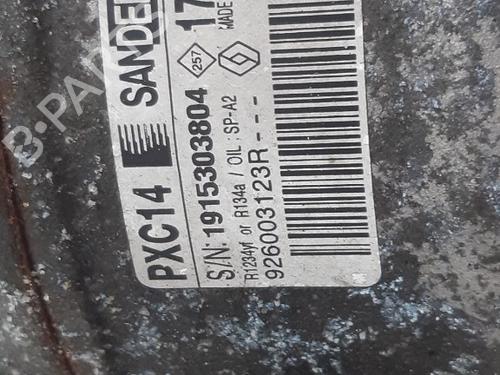 PXC14 SANDE
257
17
MADE
S/N: 1915303804
R1234yf or R134a / OIL : SP-A2
926003123R---
B-PARTS